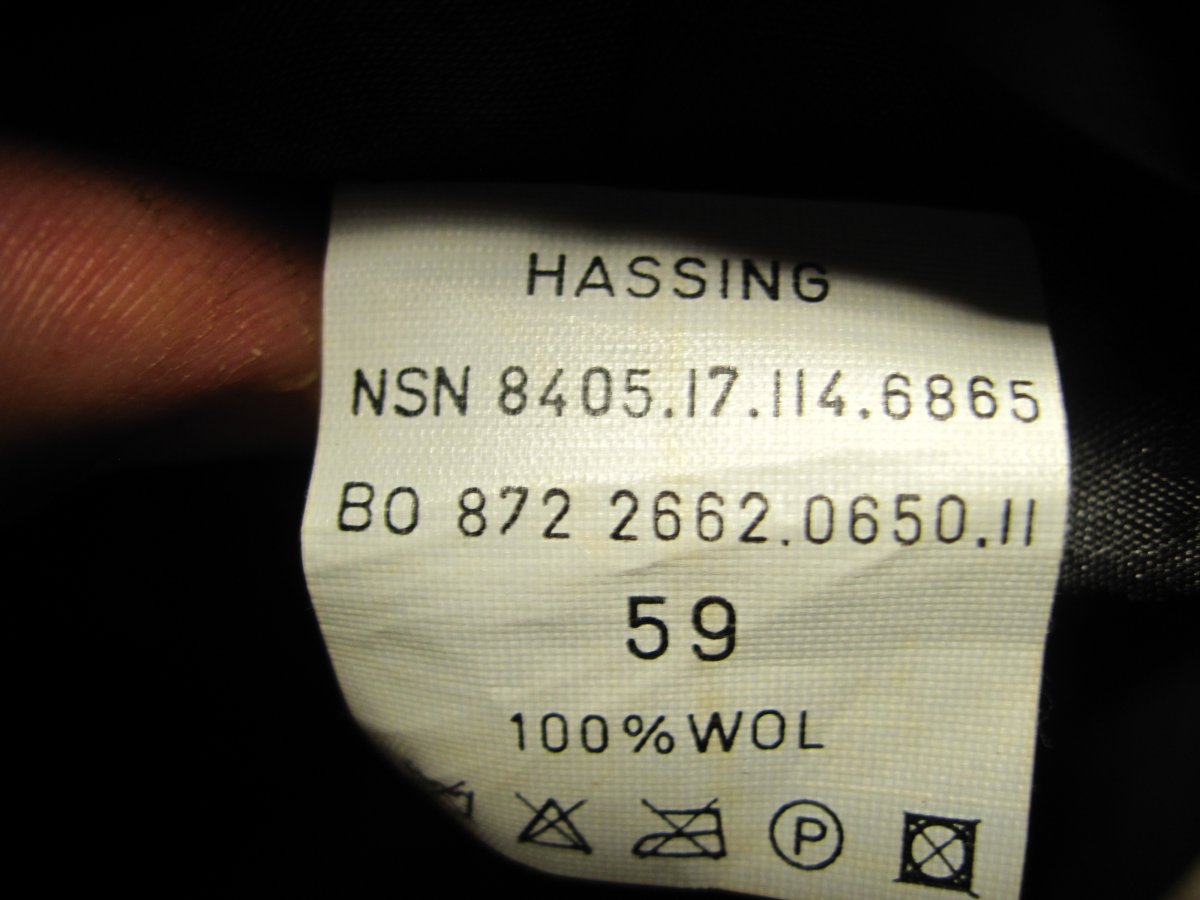 HASSING
NSN 8405.17.114.6865
BO 872 2662.0650.11
59
100% WOL
P